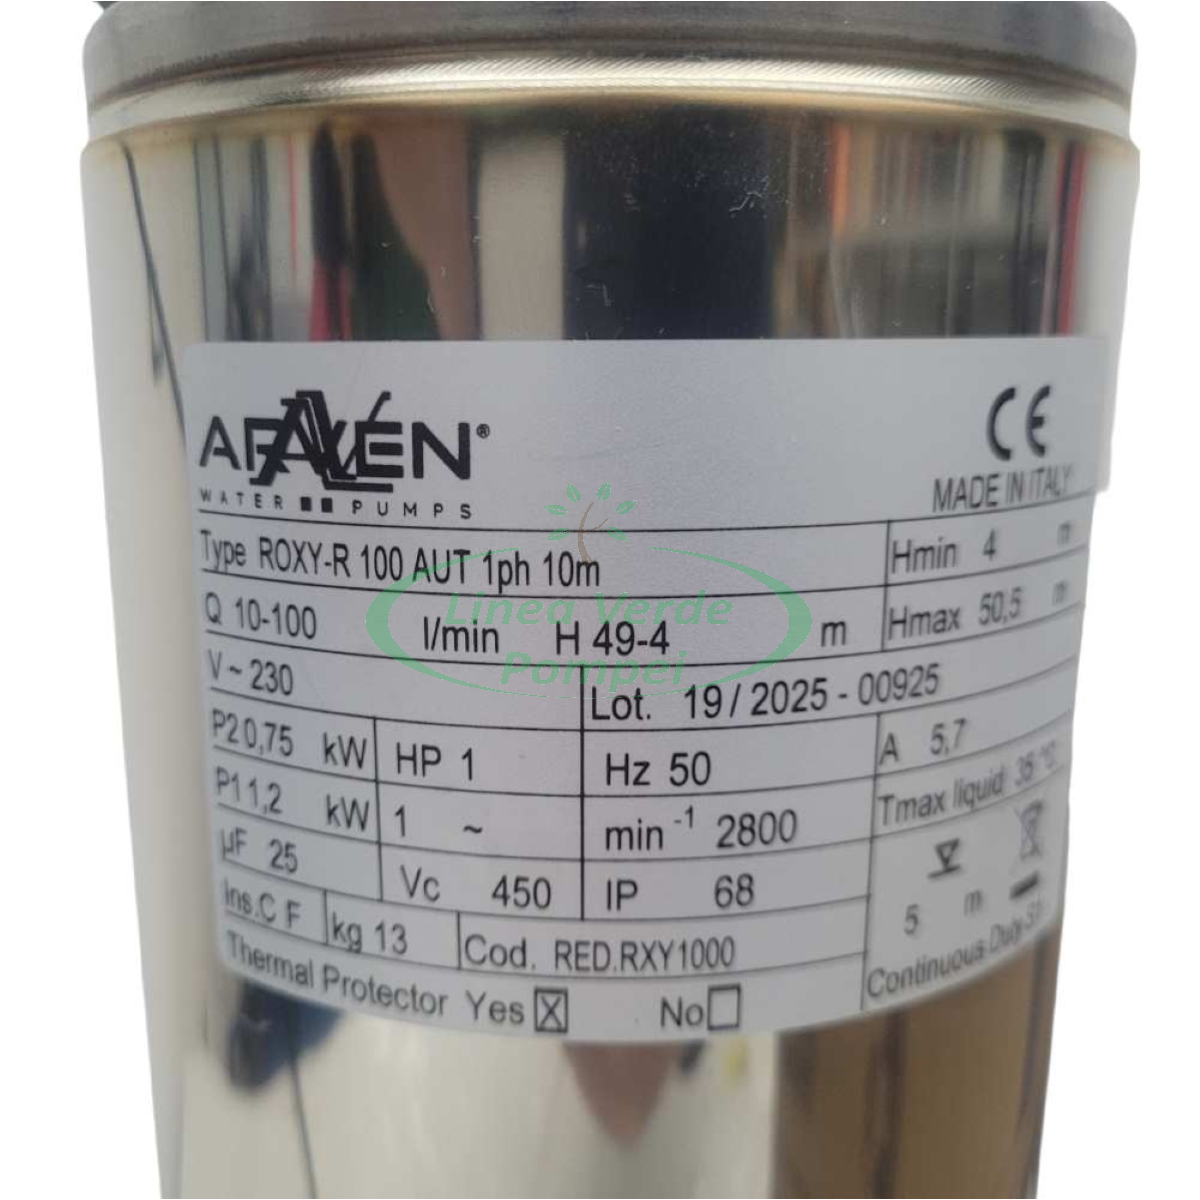 ARAVEN®
WATER PUMPS
CE
MADE IN ITALY
Type ROXY-R 100 AUT 1ph 10m
Hmin 4 m
Q 10-100 l/min H 49-4 m
Hmax 50,5 m
V~230
Lot. 19/2025-00925
P2 0,75 kW
HP 1
Hz 50
A 5,7
P1 1,2 kW
1 ~
min-1 2800
Tmax liquid 35 °C
µF 25
Vc 450
IP 68
5 m
Ins.C F
kg 13
Cod. RED.RXY1000
Continuous Duty
Thermal Protector Yes X No
Linea Verde
Pompei